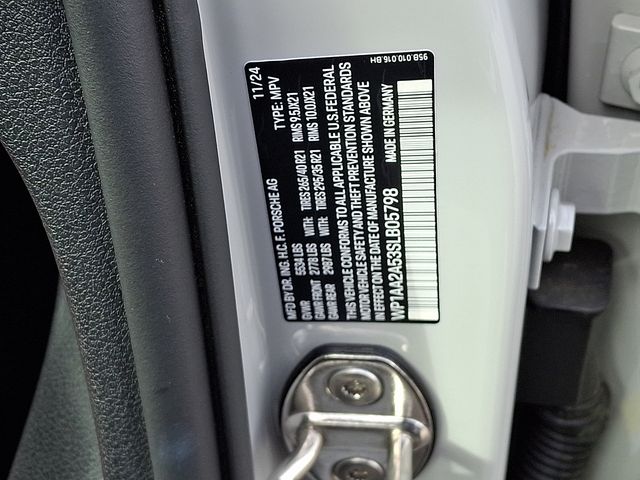 MFD BY DR. ING. H.C. F. PORSCHE AG 11/24
GVWR 5534 LBS TYPE: MPV
GAWR FRONT 2778 LBS WITH: TIRES 265/40 R21 RIMS 9.5JX21
GAWR REAR 2987 LBS WITH: TIRES 295/35 R21 RIMS 10.0JX21
THIS VEHICLE CONFORMS TO ALL APPLICABLE U.S. FEDERAL
MOTOR VEHICLE SAFETY AND THEFT PREVENTION STANDARDS
IN EFFECT ON THE DATE OF MANUFACTURE SHOWN ABOVE
WP1AA2A53SLB05798 MADE IN GERMANY
95B.010.016.BH